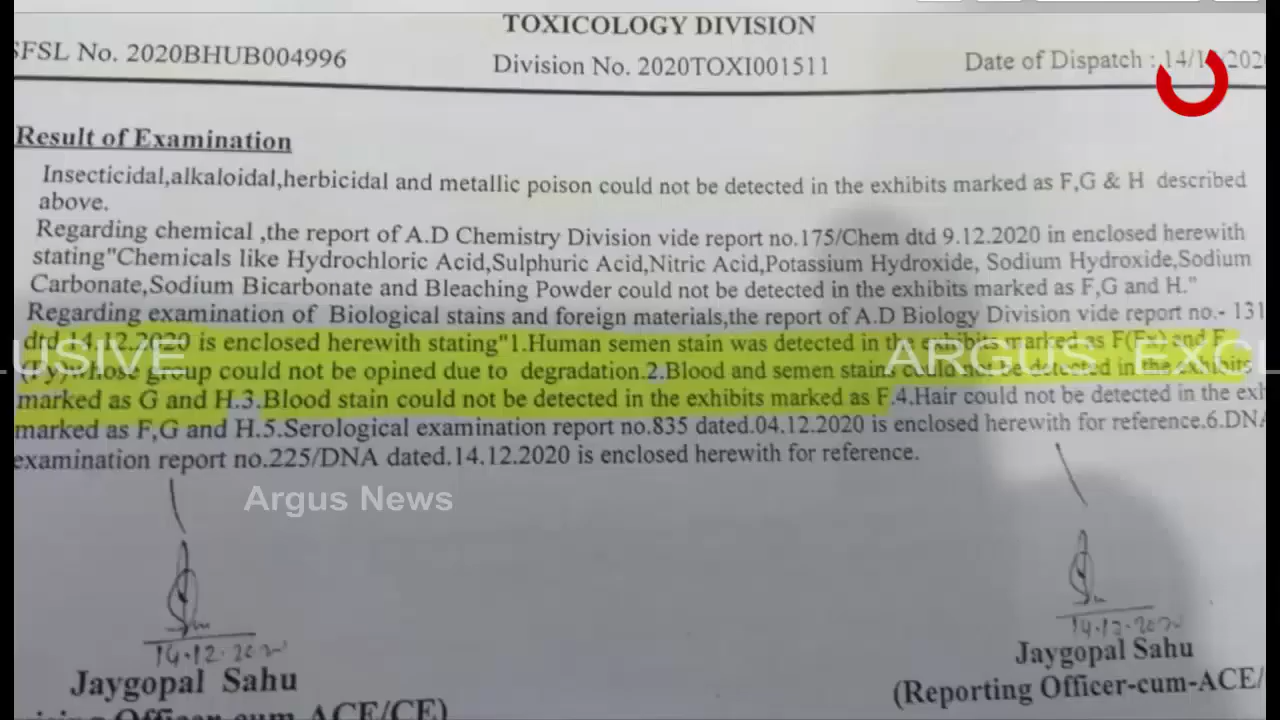 TOXICOLOGY DIVISION
SFSL No. 2020BHUB004996
Division No. 2020TOXI001511
Date of Dispatch :
Result of Examination
Insecticidal,alkaloidal,herbicidal and metallic poison could not be detected in the exhibits marked as F,G & H described
above.
Regarding chemical ,the report of A.D Chemistry Division vide report no.175/Chem dtd 9.12.2020 in enclosed herewith
stating"Chemicals like Hydrochloric Acid,Sulphuric Acid,Nitric Acid,Potassium Hydroxide, Sodium Hydroxide,Sodium
Carbonate,Sodium Bicarbonate and Bleaching Powder could not be detected in the exhibits marked as F,G and H."
Regarding examination of Biological stains and foreign materials,the report of A.D Biology Division vide report no.- 131
dtd.14.12.2020 is enclosed herewith stating"1.Human semen stain was detected in the exhibits marked as F(Fx) and F
(Fy)whose group could not be opined due to degradation.2.Blood and semen stains could not be detected in the exhibits
marked as G and H.3.Blood stain could not be detected in the exhibits marked as F.4.Hair could not be detected in the exh
marked as F,G and H.5.Serological examination report no.835 dated.04.12.2020 is enclosed herewith for reference.6.DNA
examination report no.225/DNA dated.14.12.2020 is enclosed herewith for reference.
LUSIVE
ARGUS EXCL
Argus News
14.12.2020
14.12.2020
Jaygopal Sahu
Jaygopal Sahu
Officer-cum-ACE/CE)
(Reporting Officer-cum-ACE/